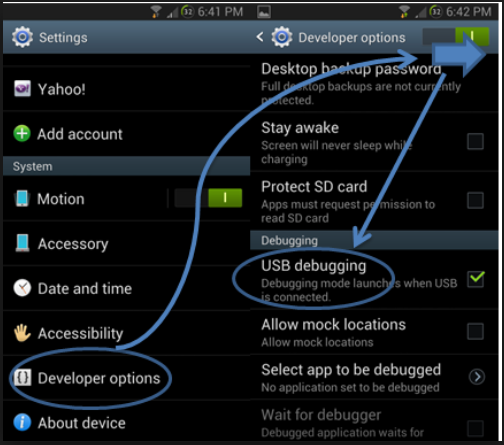 32 6:41 PM
Settings
Yahoo!
Add account
System
Motion
Accessory
Date and time
Accessibility
{} Developer options
About device
32 6:42 PM
< Developer options
Desktop backup password
Full desktop backups are not currently
protected.
Stay awake
Screen will never sleep while
charging
Protect SD card
Apps must request permission to
read SD card
Debugging
USB debugging
Debugging mode launches when USB
is connected.
Allow mock locations
Allow mock locations
Select app to be debugged
No application set to be debugged
Wait for debugger
Debugged application waits for